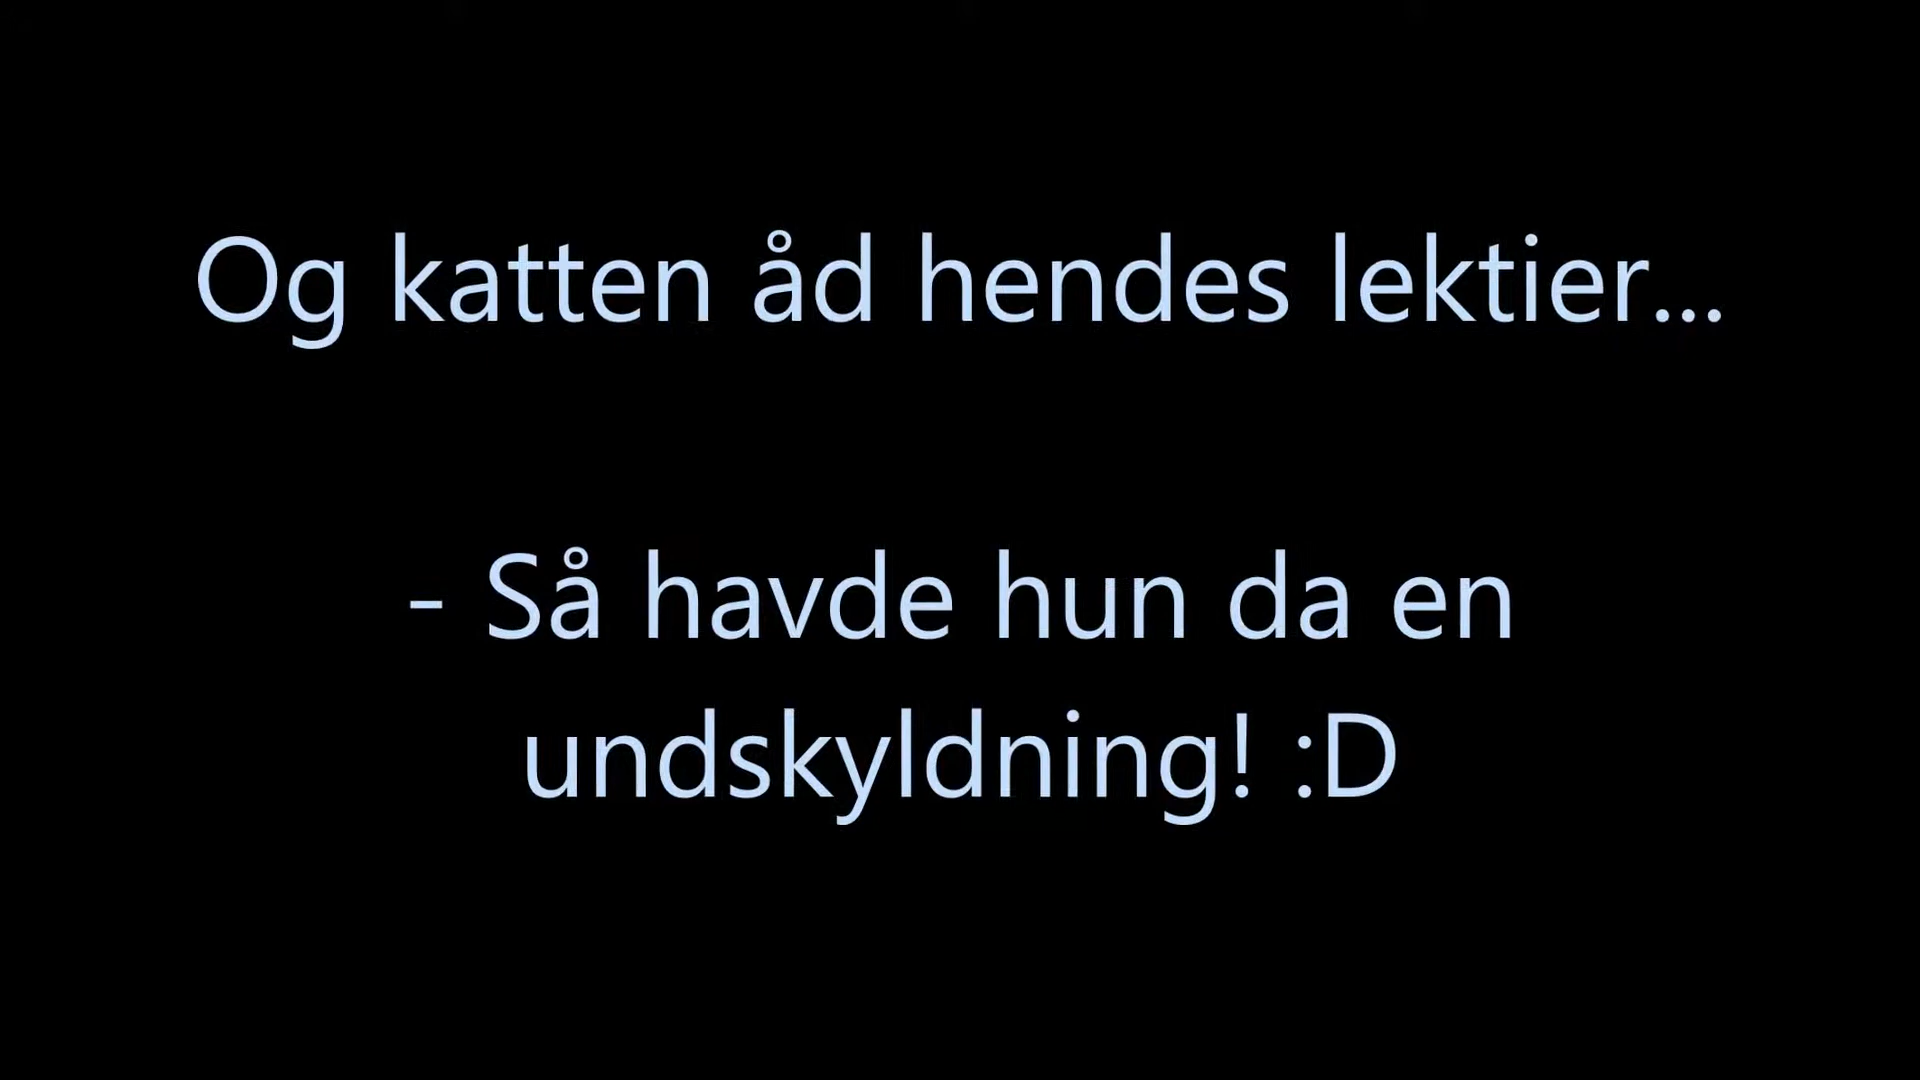 Og katten åd hendes lektier...
- Så havde hun da en
undskyldning! :D